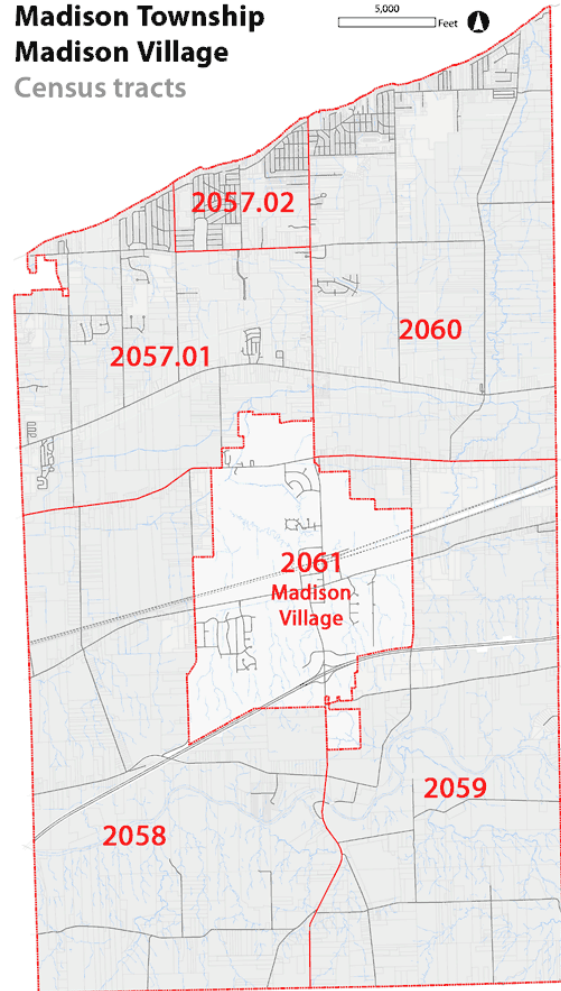 Madison Township
Madison Village
Census tracts
5,000
Feet
2057.02
2060
2057.01
2061
Madison
Village
2059
2058